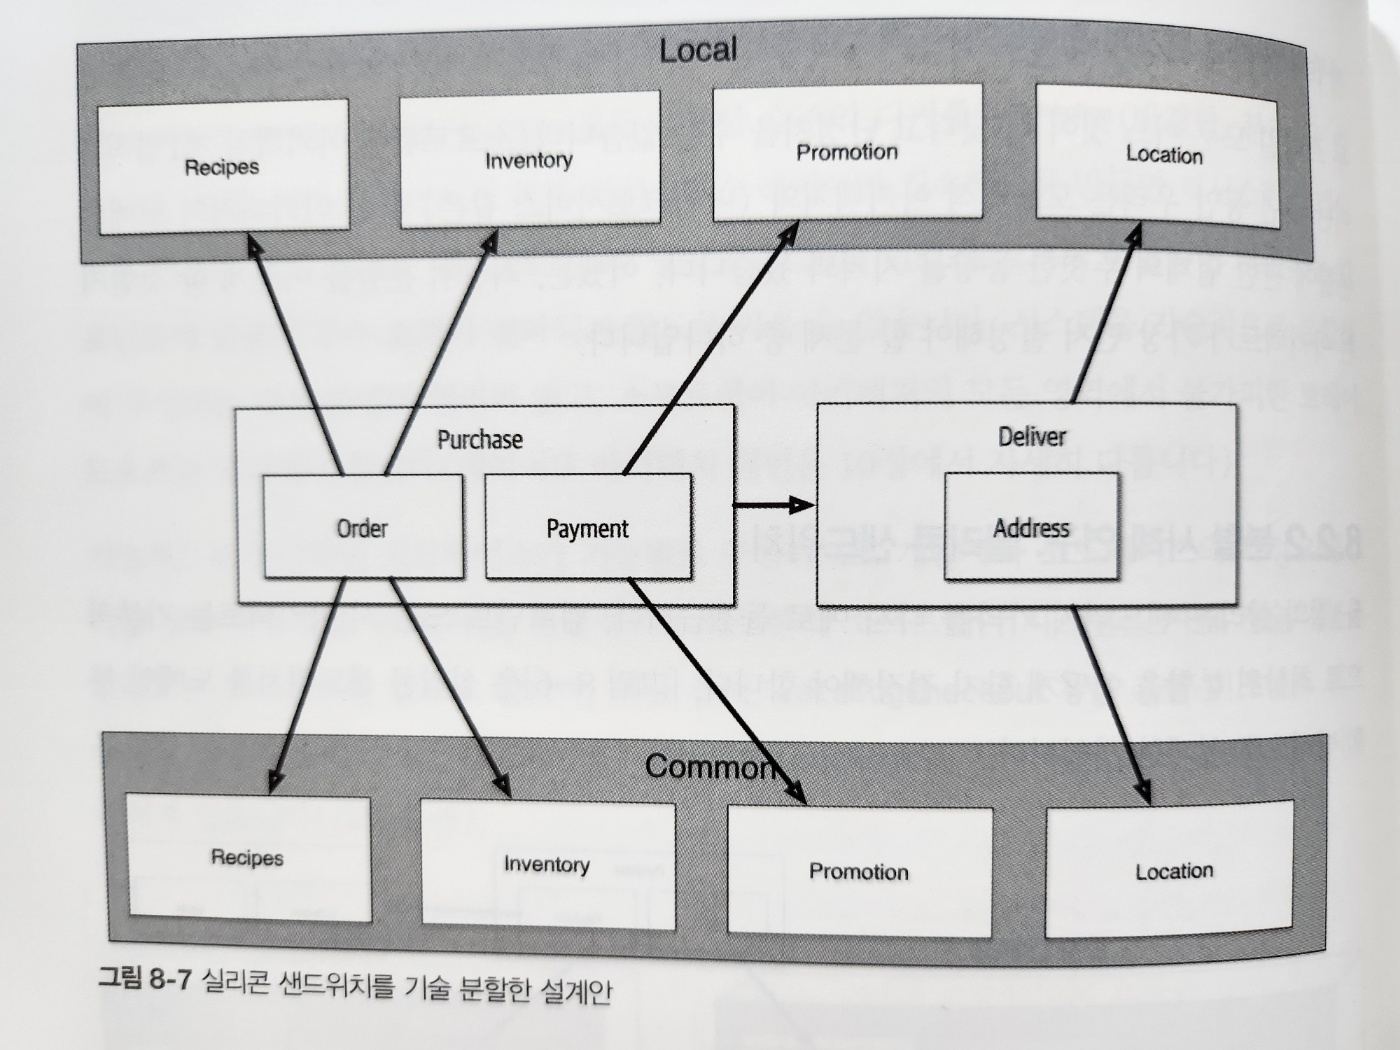 Local
Recipes
Inventory
Promotion
Location
Purchase
Deliver
Order
Payment
Address
Common
Recipes
Inventory
Promotion
Location
그림 8-7 실리콘 샌드위치를 기술 분할한 설계안